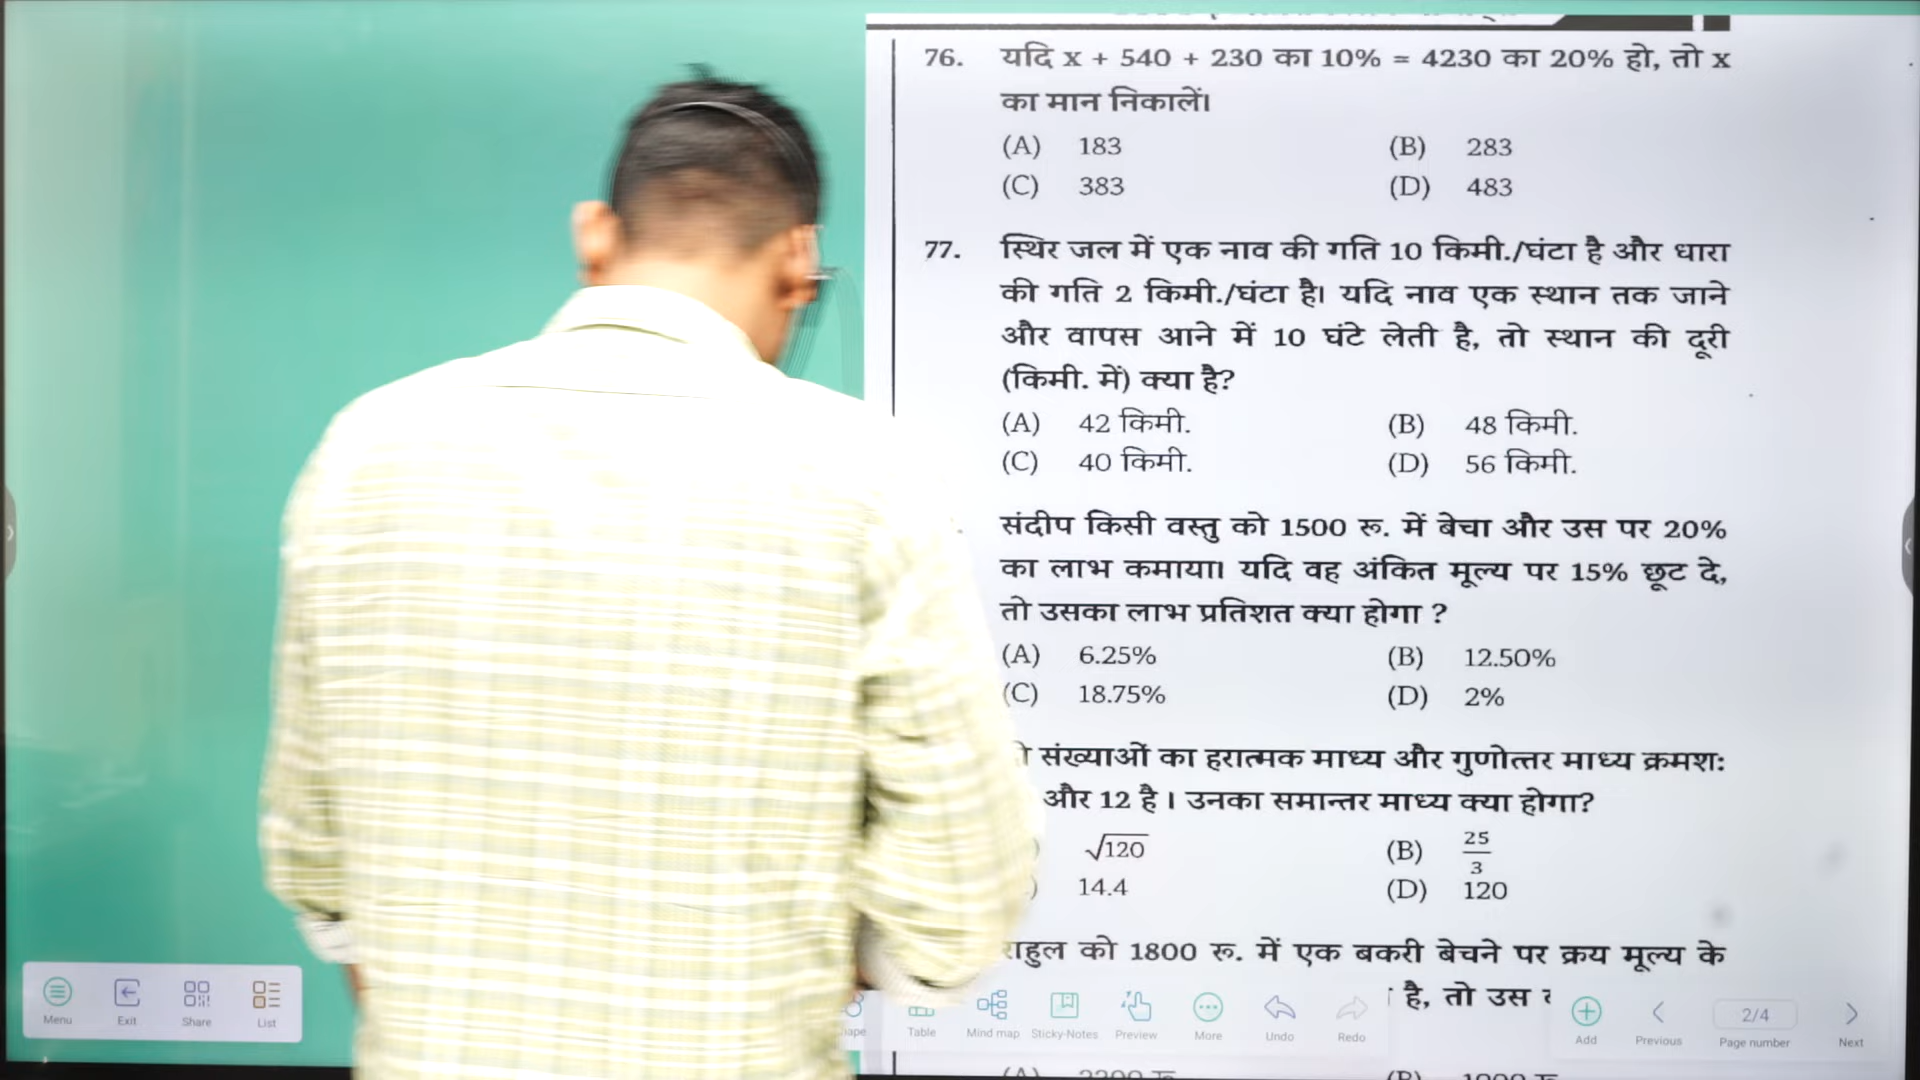 76. यदि x + 540 + 230 का 10% = 4230 का 20% हो, तो x
का मान निकालें।
(A) 183 (B) 283
(C) 383 (D) 483
77. स्थिर जल में एक नाव की गति 10 किमी./घंटा है और धारा
की गति 2 किमी./घंटा है। यदि नाव एक स्थान तक जाने
और वापस आने में 10 घंटे लेती है, तो स्थान की दूरी
(किमी. में) क्या है?
(A) 42 किमी. (B) 48 किमी.
(C) 40 किमी. (D) 56 किमी.
संदीप किसी वस्तु को 1500 रू. में बेचा और उस पर 20%
का लाभ कमाया। यदि वह अंकित मूल्य पर 15% छूट दे,
तो उसका लाभ प्रतिशत क्या होगा ?
(A) 6.25% (B) 12.50%
(C) 18.75% (D) 2%
संख्याओं का हरात्मक माध्य और गुणोत्तर माध्य क्रमशः
और 12 है । उनका समान्तर माध्य क्या होगा?
√120 (B) 25/3
14.4 (D) 120
राहुल को 1800 रू. में एक बकरी बेचने पर क्रय मूल्य के
है, तो उस
Menu Exit Share List
Table Mind map Sticky-Notes Preview More Undo Redo
Add Previous 2/4 Page number Next